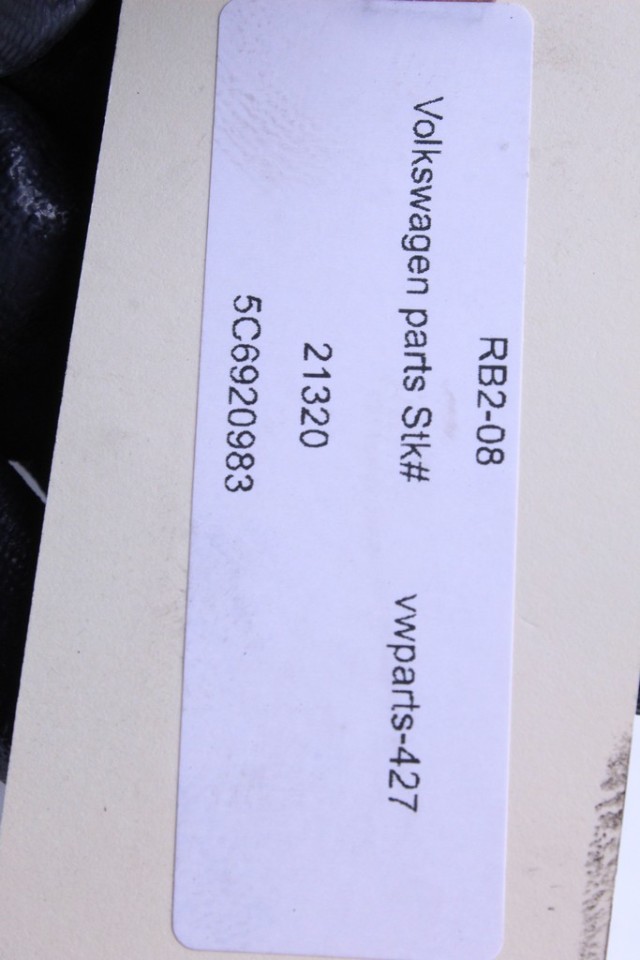 RB2-08
Volkswagen parts Stk# vwparts-427
21320
5C6920983